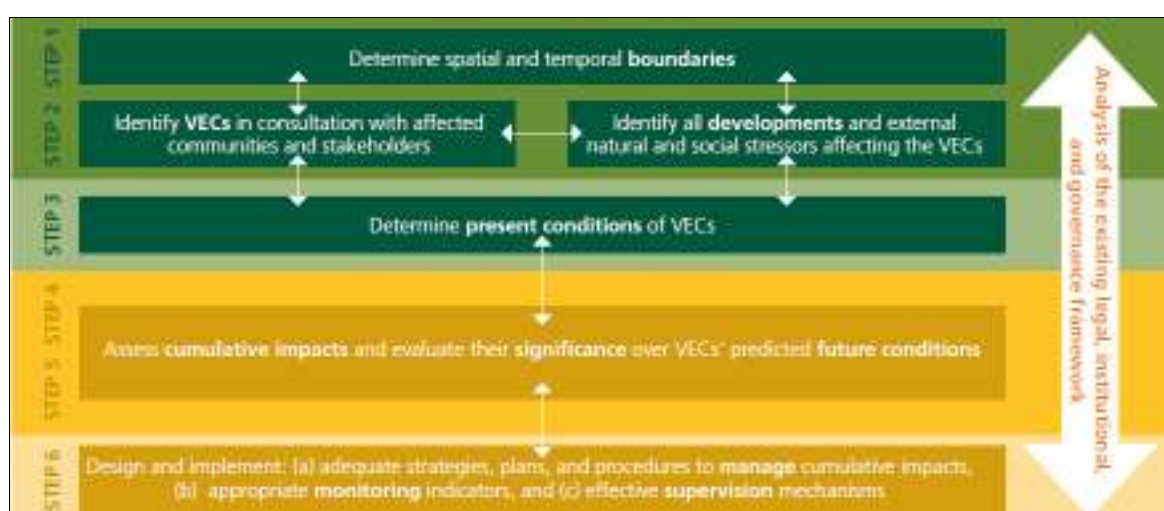 STEP 1
Determine spatial and temporal boundaries
STEP 2
Identify VECs in consultation with affected
communities and stakeholders
Identify all developments and external
natural and social stressors affecting the VECs
STEP 3
Determine present conditions of VECs
STEP 4
STEP 5
Assess cumulative impacts and evaluate their significance over VECs' predicted future conditions
STEP 6
Design and implement: (a) adequate strategies, plans, and procedures to manage cumulative impacts,
(b) appropriate monitoring indicators, and (c) effective supervision mechanisms
Analysis of the existing legal, institutional,
and governance framework